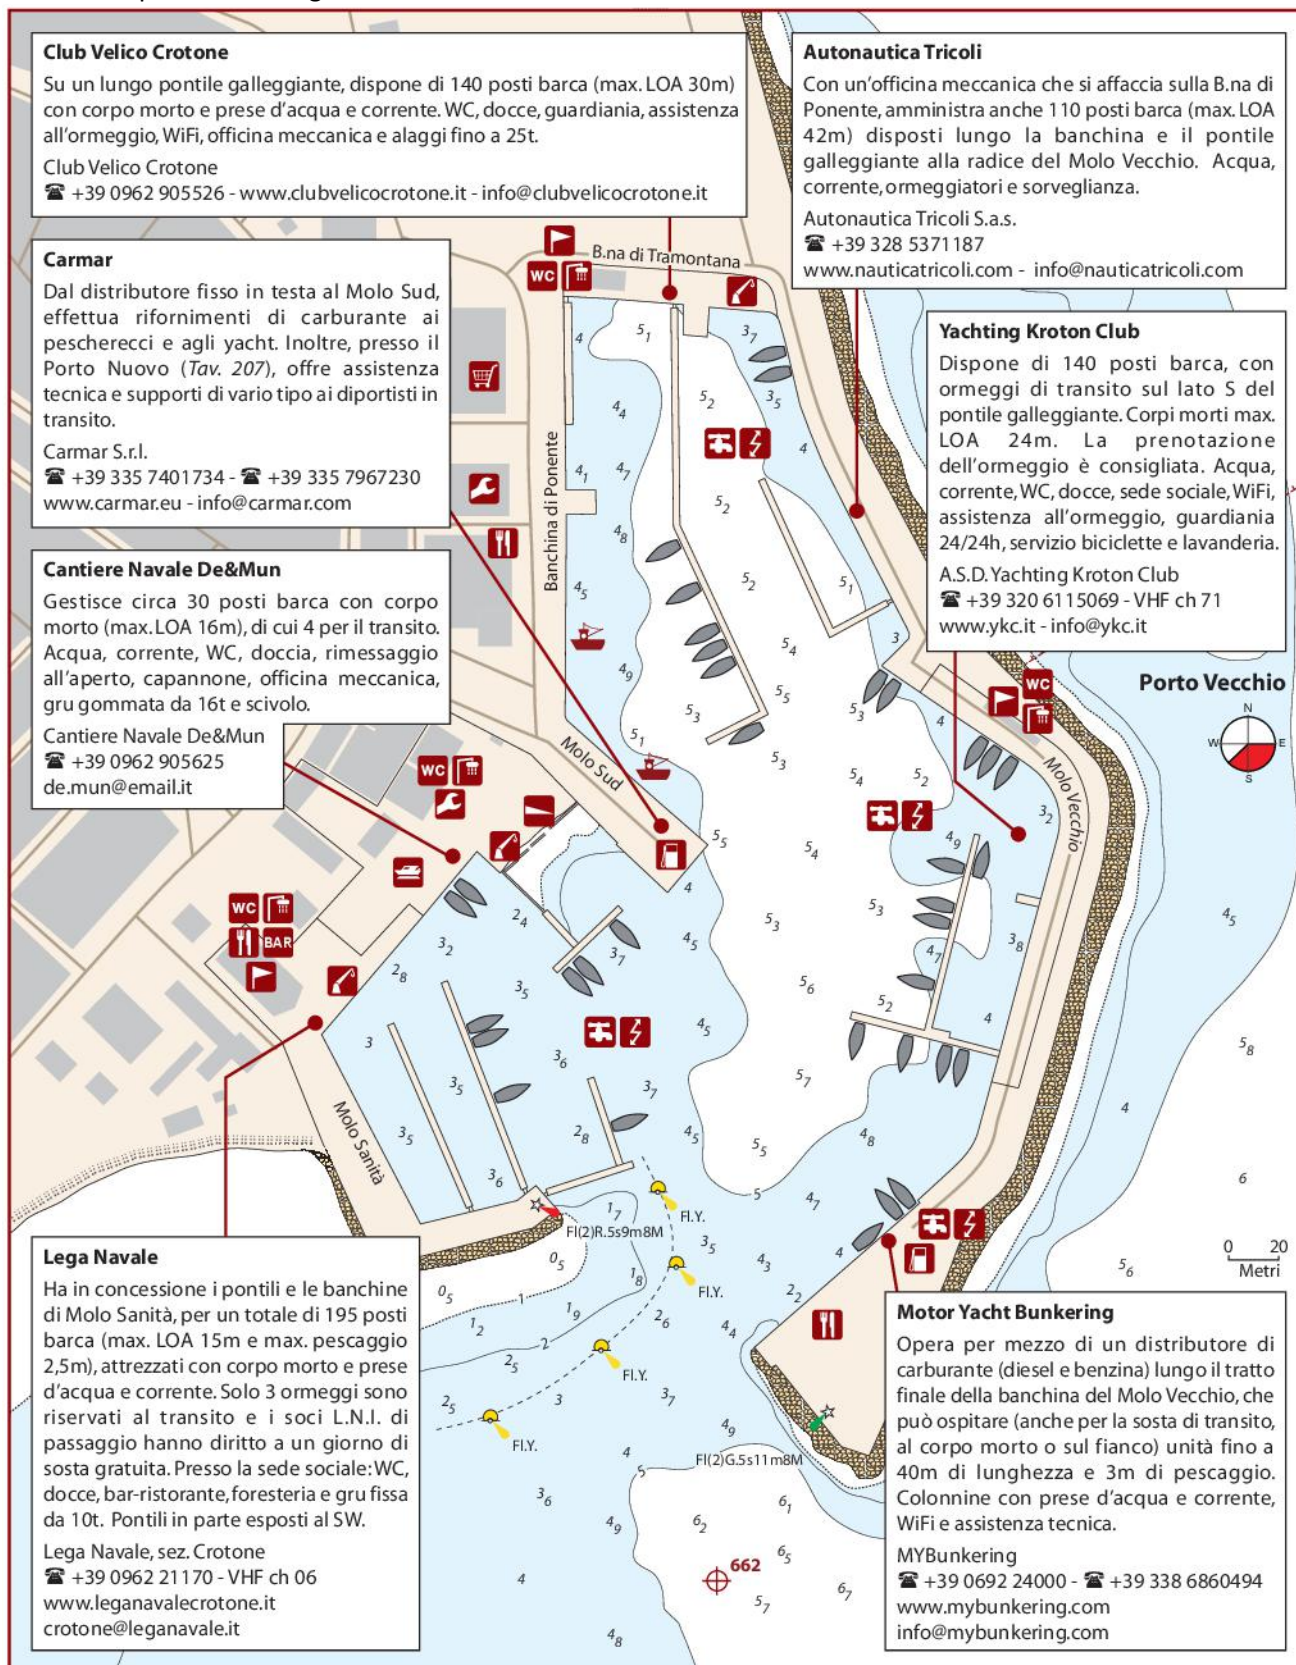 Club Velico Crotone
Su un lungo pontile galleggiante, dispone di 140 posti barca (max. LOA 30m)
con corpo morto e prese d'acqua e corrente. WC, docce, guardiania, assistenza
all'ormeggio, WiFi, officina meccanica e alaggi fino a 25t.
Club Velico Crotone
☎ +39 0962 905526 - www.clubvelicocrotone.it - info@clubvelicocrotone.it
Autonautica Tricoli
Con un'officina meccanica che si affaccia sulla B.na di
Ponente, amministra anche 110 posti barca (max. LOA
42m) disposti lungo la banchina e il pontile
galleggiante alla radice del Molo Vecchio. Acqua,
corrente, ormeggiatori e sorveglianza.
Autonautica Tricoli S.a.s.
☎ +39 328 5371187
www.nauticatricoli.com - info@nauticatricoli.com
Carmar
Dal distributore fisso in testa al Molo Sud,
effettua rifornimenti di carburante ai
pescherecci e agli yacht. Inoltre, presso il
Porto Nuovo (Tav. 207), offre assistenza
tecnica e supporti di vario tipo ai diportisti in
transito.
Carmar S.r.l.
☎ +39 335 7401734 - ☎ +39 335 7967230
www.carmar.eu - info@carmar.com
Yachting Kroton Club
Dispone di 140 posti barca, con
ormeggi di transito sul lato S del
pontile galleggiante. Corpi morti max.
LOA 24m. La prenotazione
dell'ormeggio è consigliata. Acqua,
corrente, WC, docce, sede sociale, WiFi,
assistenza all'ormeggio, guardiania
24/24h, servizio biciclette e lavanderia.
A.S.D. Yachting Kroton Club
☎ +39 320 6115069 - VHF ch 71
www.ykc.it - info@ykc.it
Cantiere Navale De&Mun
Gestisce circa 30 posti barca con corpo
morto (max. LOA 16m), di cui 4 per il transito.
Acqua, corrente, WC, doccia, rimessaggio
all'aperto, capannone, officina meccanica,
gru gommata da 16t e scivolo.
Cantiere Navale De&Mun
☎ +39 0962 905625
de.mun@email.it
B.na di Tramontana
WC
Banchina di Ponente
Molo Sud
Porto Vecchio
N
W E
S
WC
Molo Vecchio
WC
WC
BAR
Molo Sanità
Fl(2)R.5s9m8M
Fl.Y.
Fl.Y.
Fl.Y.
Fl.Y.
Fl(2)G.5s11m8M
662
0 20
Metri
Lega Navale
Ha in concessione i pontili e le banchine
di Molo Sanità, per un totale di 195 posti
barca (max. LOA 15m e max. pescaggio
2,5m), attrezzati con corpo morto e prese
d'acqua e corrente. Solo 3 ormeggi sono
riservati al transito e i soci L.N.I. di
passaggio hanno diritto a un giorno di
sosta gratuita. Presso la sede sociale: WC,
docce, bar-ristorante, foresteria e gru fissa
da 10t. Pontili in parte esposti al SW.
Lega Navale, sez. Crotone
☎ +39 0962 21170 - VHF ch 06
www.leganavalecrotone.it
crotone@leganavale.it
Motor Yacht Bunkering
Opera per mezzo di un distributore di
carburante (diesel e benzina) lungo il tratto
finale della banchina del Molo Vecchio, che
può ospitare (anche per la sosta di transito,
al corpo morto o sul fianco) unità fino a
40m di lunghezza e 3m di pescaggio.
Colonnine con prese d'acqua e corrente,
WiFi e assistenza tecnica.
MYBunkering
☎ +39 0692 24000 - ☎ +39 338 6860494
www.mybunkering.com
info@mybunkering.com